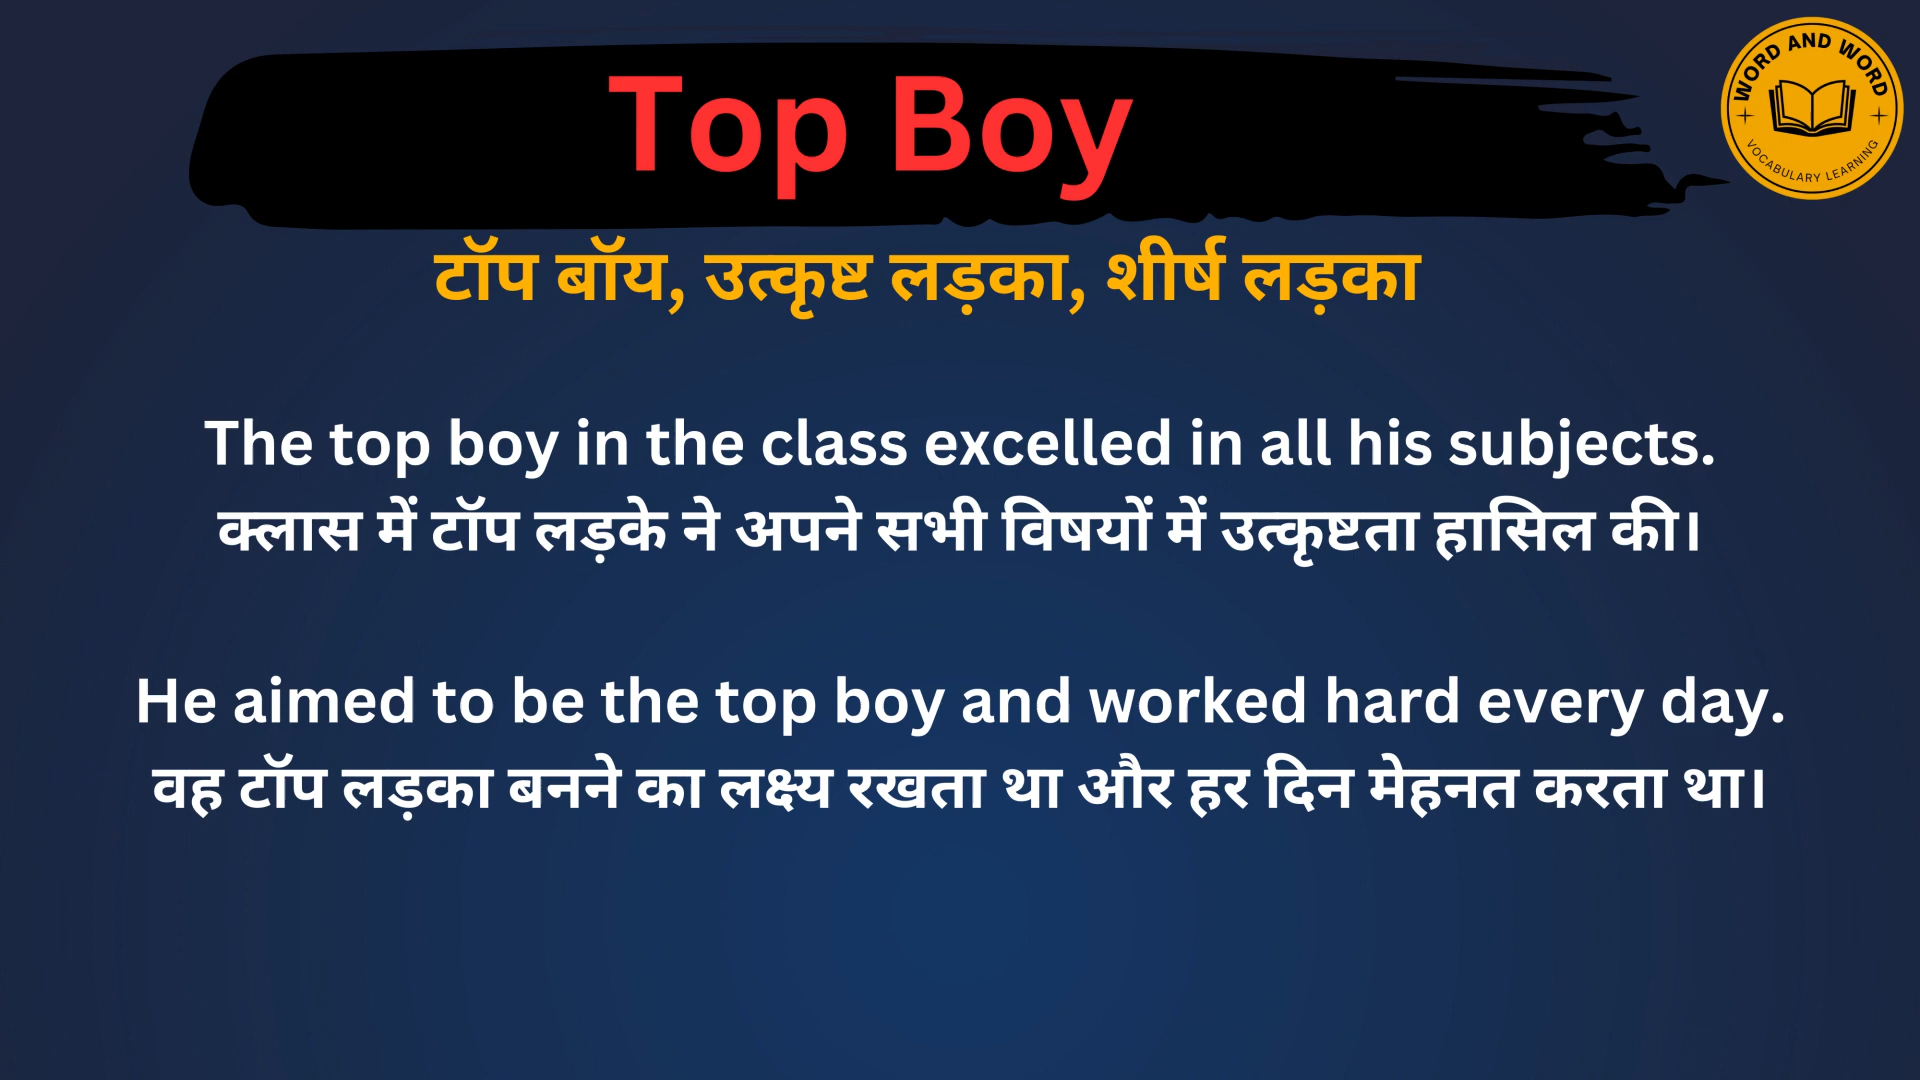 Top Boy
WORD AND WORD
VOCABULARY LEARNING
टॉप बॉय, उत्कृष्ट लड़का, शीर्ष लड़का
The top boy in the class excelled in all his subjects.
क्लास में टॉप लड़के ने अपने सभी विषयों में उत्कृष्टता हासिल की।
He aimed to be the top boy and worked hard every day.
वह टॉप लड़का बनने का लक्ष्य रखता था और हर दिन मेहनत करता था।